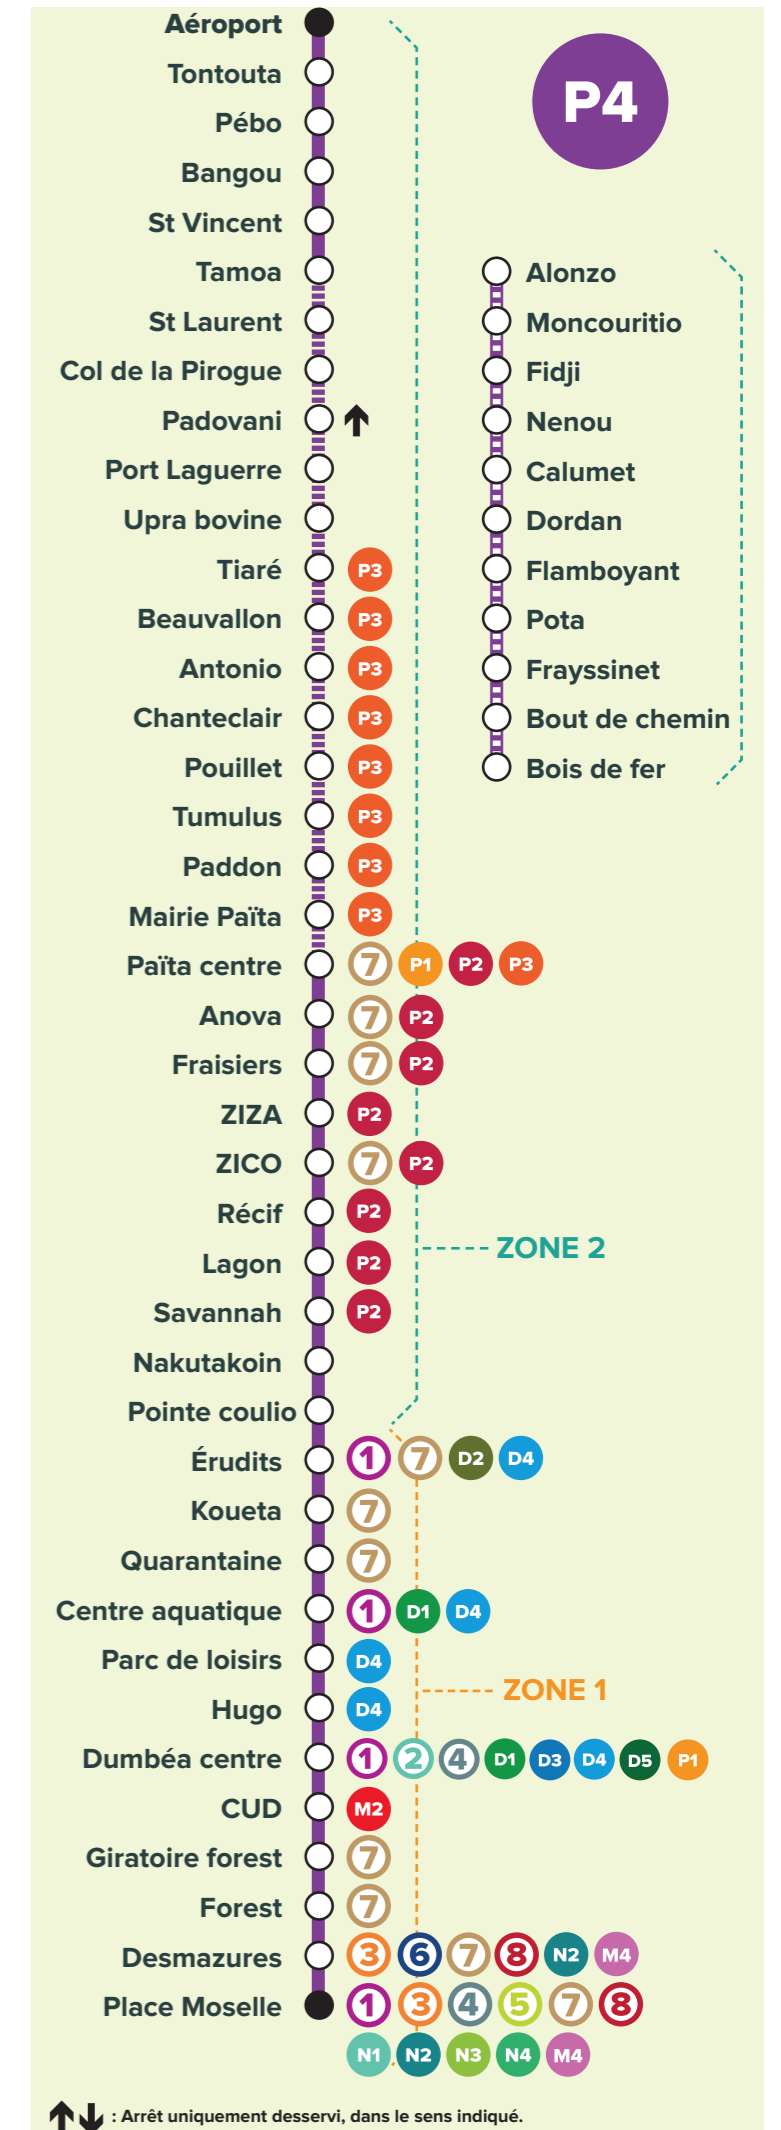 Aéroport
P4
Tontouta
Pébo
Bangou
St Vincent
Tamoa
St Laurent
Col de la Pirogue
Padovani
Port Laguerre
Upra bovine
Tiaré P3
Beauvallon P3
Antonio P3
Chanteclair P3
Pouillet P3
Tumulus P3
Paddon P3
Mairie Païta P3
Païta centre 7 P1 P2 P3
Anova 7 P2
Fraisiers 7 P2
ZIZA P2
ZICO 7 P2
Récif P2
Lagon P2
Savannah P2
Nakutakoin
Pointe coulio
Alonzo
Moncouritio
Fidji
Nenou
Calumet
Dordan
Flamboyant
Pota
Frayssinet
Bout de chemin
Bois de fer
ZONE 2
Érudits 1 7 D2 D4
Koueta 7
Quarantaine 7
Centre aquatique 1 D1 D4
Parc de loisirs D4
Hugo D4
ZONE 1
Dumbéa centre 1 2 4 D1 D3 D4 D5 P1
CUD M2
Giratoire forest 7
Forest 7
Desmazures 3 6 7 8 N2 M4
Place Moselle 1 3 4 5 7 8
N1 N2 N3 N4 M4
: Arrêt uniquement desservi, dans le sens indiqué.